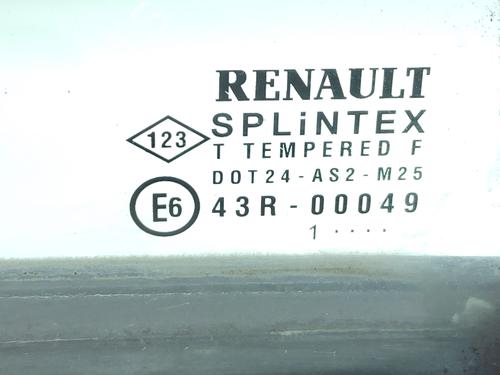 RENAULT
123
SPLiNTEX
T TEMPERED F
DOT24-AS2-M25
E6
43R-00049
1 ....